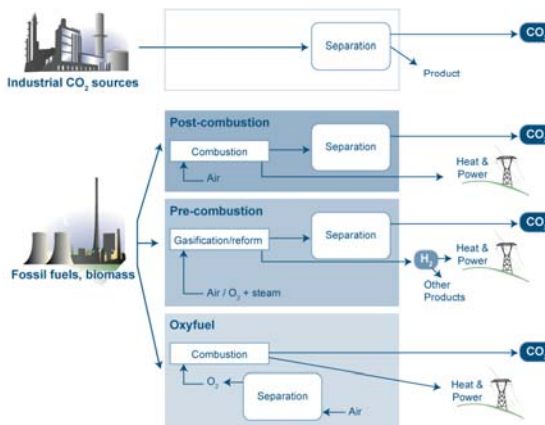 Separation
CO
Product
Industrial CO₂ sources
Post-combustion
Combustion
Separation
Air
CO
Heat &
Power
Pre-combustion
Gasification/reform
Separation
Air / O₂ + steam
CO
H₂
Heat &
Power
Other
Products
Fossil fuels, biomass
Oxyfuel
Combustion
O₂
Separation
Air
CO
Heat &
Power